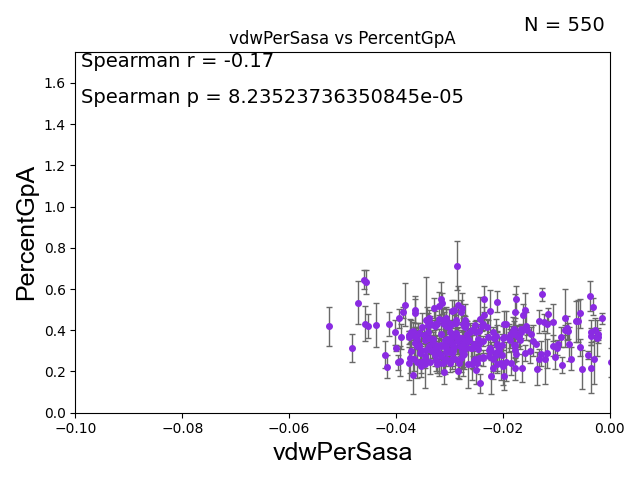 N = 550
vdwPerSasa vs PercentGpA
Spearman r = -0.17
Spearman p = 8.23523736350845e-05
PercentGpA
1.6
1.4
1.2
1.0
0.8
0.6
0.4
0.2
0.0
−0.10
−0.08
−0.06
−0.04
−0.02
0.00
vdwPerSasa